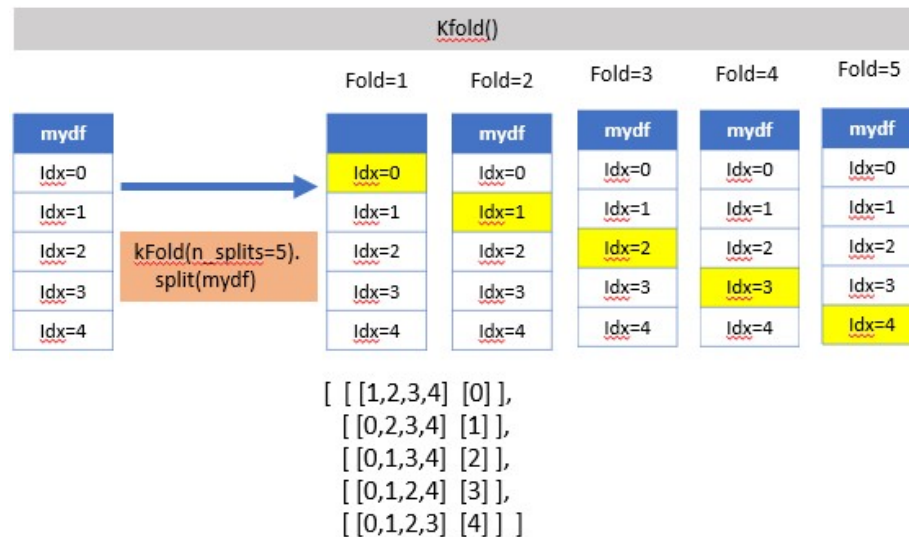 Kfold()
Fold=1 Fold=2 Fold=3 Fold=4 Fold=5
mydf mydf mydf mydf mydf
Idx=0 Idx=0 Idx=0 Idx=0 Idx=0 Idx=0
Idx=1 Idx=1 Idx=1 Idx=1 Idx=1 Idx=1
Idx=2 Idx=2 Idx=2 Idx=2 Idx=2 Idx=2
Idx=3 Idx=3 Idx=3 Idx=3 Idx=3 Idx=3
Idx=4 Idx=4 Idx=4 Idx=4 Idx=4 Idx=4
kFold(n_splits=5).
split(mydf)
[ [ [1,2,3,4] [0] ],
[ [0,2,3,4] [1] ],
[ [0,1,3,4] [2] ],
[ [0,1,2,4] [3] ],
[ [0,1,2,3] [4] ] ]